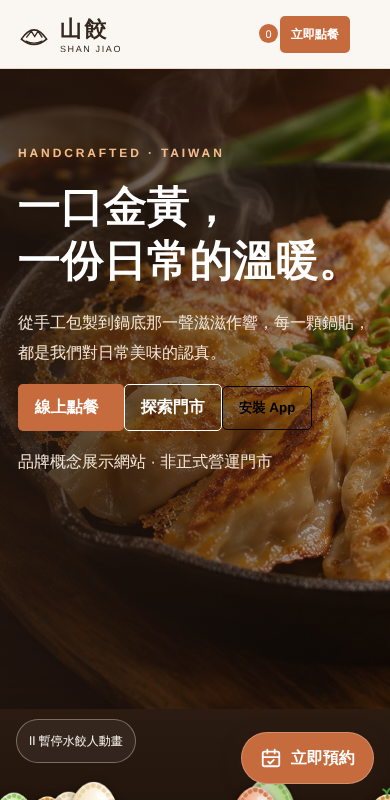 山餃
SHAN JIAO
0
立即點餐
HANDCRAFTED · TAIWAN
一口金黃，
一份日常的溫暖。
從手工包製到鍋底那一聲滋滋作響，每一顆鍋貼，
都是我們對日常美味的認真。
線上點餐
探索門市
安裝 App
品牌概念展示網站 · 非正式營運門市
II 暫停水餃人動畫
立即預約